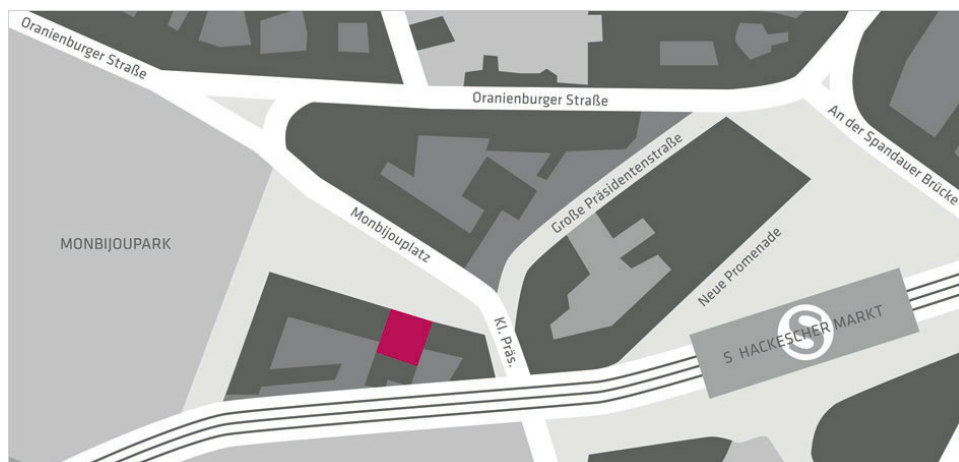 Oranienburger Straße
Oranienburger Straße
An der Spandauer Brücke
Große Präsidentenstraße
Monbijouplatz
MONBIJOUPARK
Neue Promenade
Kl. Präs.
S HACKESCHER MARKT
S